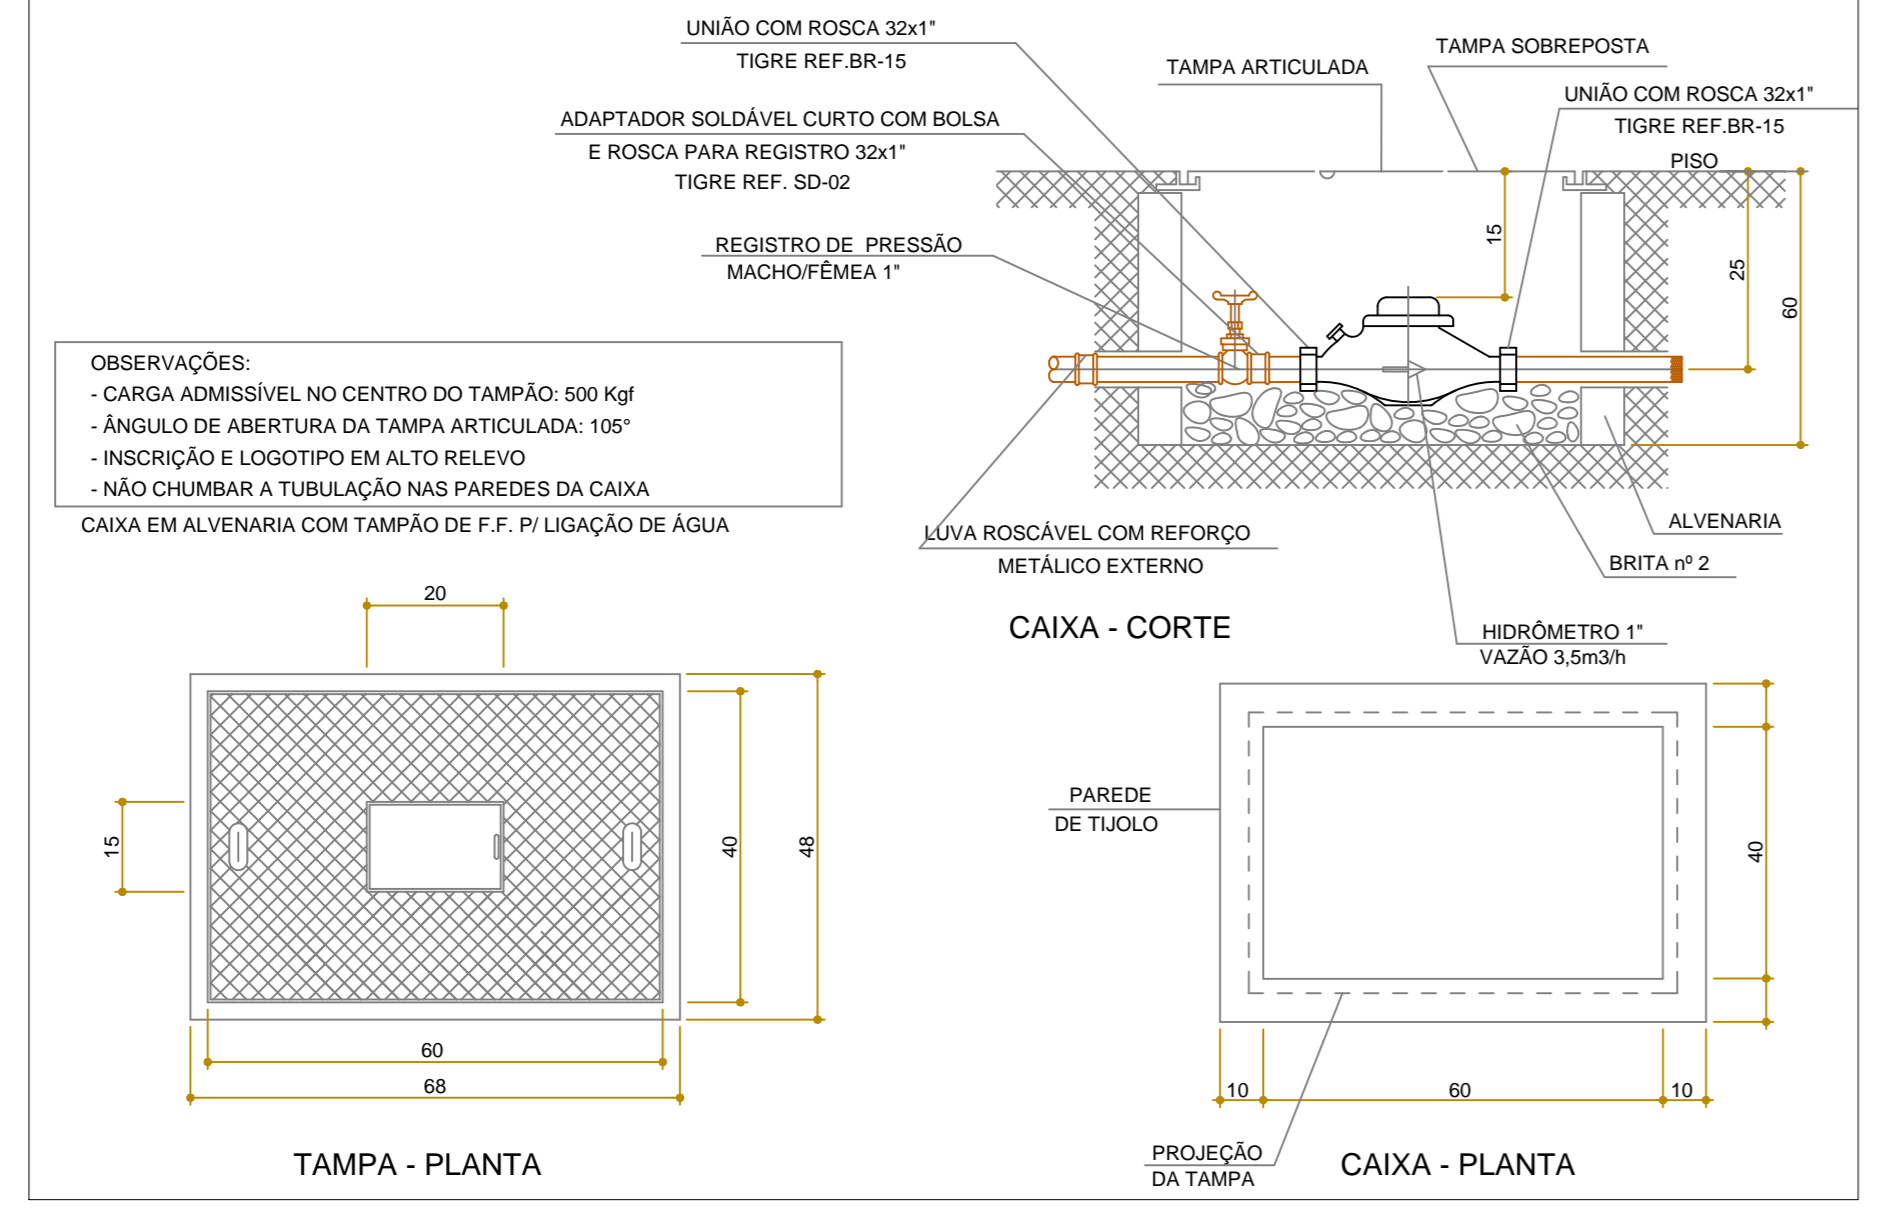 UNIÃO COM ROSCA 32x1"
TIGRE REF.BR-15
ADAPTADOR SOLDÁVEL CURTO COM BOLSA
E ROSCA PARA REGISTRO 32x1"
TIGRE REF. SD-02
REGISTRO DE PRESSÃO
MACHO/FÊMEA 1"
TAMPA ARTICULADA
TAMPA SOBREPOSTA
UNIÃO COM ROSCA 32x1"
TIGRE REF.BR-15
PISO
15
25
60
OBSERVAÇÕES:
- CARGA ADMISSÍVEL NO CENTRO DO TAMPÃO: 500 Kgf
- ÂNGULO DE ABERTURA DA TAMPA ARTICULADA: 105°
- INSCRIÇÃO E LOGOTIPO EM ALTO RELEVO
- NÃO CHUMBAR A TUBULAÇÃO NAS PAREDES DA CAIXA
CAIXA EM ALVENARIA COM TAMPÃO DE F.F. P/ LIGAÇÃO DE ÁGUA
LUVA ROSCÁVEL COM REFORÇO
METÁLICO EXTERNO
ALVENARIA
BRITA nº 2
HIDRÔMETRO 1"
VAZÃO 3,5m3/h
CAIXA - CORTE
20
15
40
48
60
68
TAMPA - PLANTA
PAREDE
DE TIJOLO
40
10
60
10
PROJEÇÃO
DA TAMPA
CAIXA - PLANTA